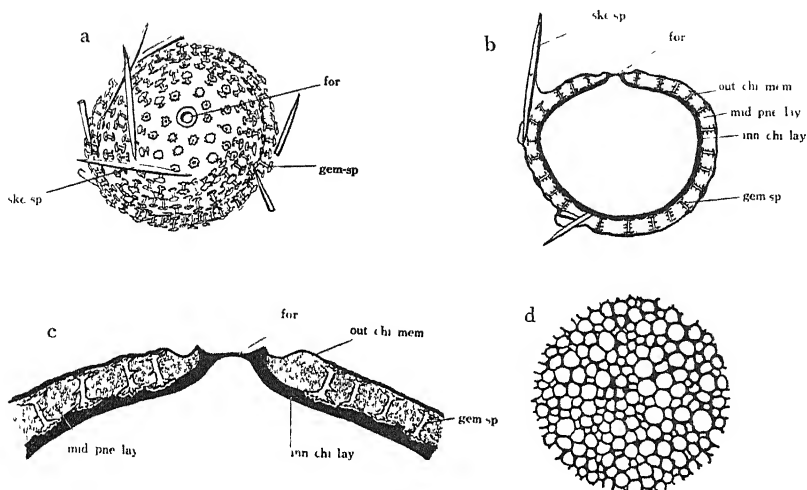 a
for
gem-sp
ske sp
b
ske sp
for
out chi mem
mid pne lay
inn chi lay
gem sp
c
for
out chi mem
gem sp
mid pne lay
inn chi lay
d